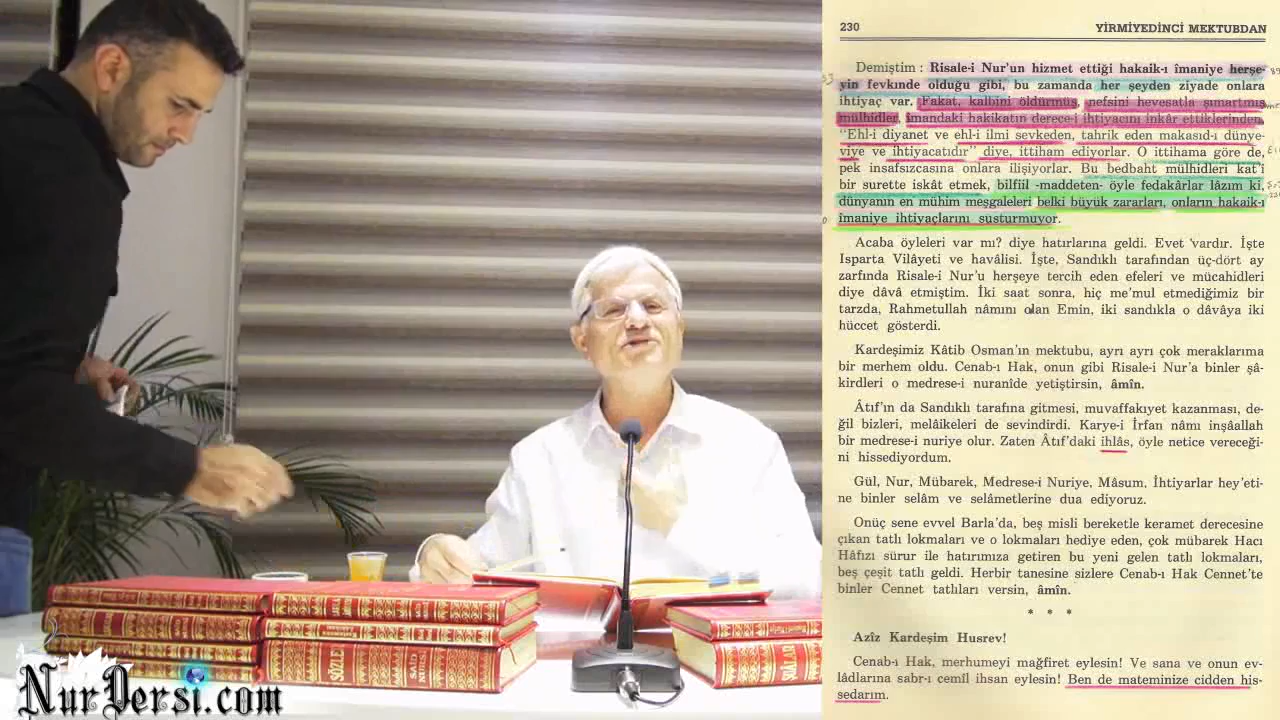 230
YİRMİYEDİNCİ MEKTUBDAN
Demiştim : Risale-i Nur'un hizmet ettiği hakaik-ı îmaniye herşe-
yin fevkınde olduğu gibi, bu zamanda her şeyden ziyade onlara
ihtiyaç var. Fakat, kalbini öldürmüş, nefsini hevesatla şımartmış
mülhidler, îmandaki hakikatın derece-i ihtiyacını inkâr ettiklerinden,
"Ehl-i diyanet ve ehl-i ilmi sevkeden, tahrik eden makasıd-ı dünye-
viye ve ihtiyacatıdır" diye, ittiham ediyorlar. O ittihama göre de,
pek insafsızcasına onlara ilişiyorlar. Bu bedbaht mülhidleri kat'î
bir surette iskât etmek, bilfiil -maddeten- öyle fedakârlar lâzım ki,
dünyanın en mühim meşgaleleri belki büyük zararları, onların hakaik-ı
îmaniye ihtiyaçlarını susturmuyor.
Acaba öyleleri var mı? diye hatırlarına geldi. Evet vardır. İşte
Isparta Vilâyeti ve havâlisi. İşte, Sandıklı tarafından üç-dört ay
zarfında Risale-i Nur'u herşeye tercih eden efeleri ve mücahidleri
diye dâvâ etmiştim. İki saat sonra, hiç me'mul etmediğimiz bir
tarzda, Rahmetullah nâmını olan Emin, iki sandıkla o dâvâya iki
hüccet gösterdi.
Kardeşimiz Kâtib Osman'ın mektubu, ayrı ayrı çok meraklarıma
bir merhem oldu. Cenab-ı Hak, onun gibi Risale-i Nur'a binler şâ-
kirdleri o medrese-i nuranîde yetiştirsin, âmîn.
Âtıf'ın da Sandıklı tarafına gitmesi, muvaffakıyet kazanması, de-
ğil bizleri, melâikeleri de sevindirdi. Karye-i İrfan nâmı inşâallah
bir medrese-i nuriye olur. Zaten Âtıf'daki ihlâs, öyle netice vereceği-
ni hissediyordum.
Gül, Nur, Mübarek, Medrese-i Nuriye, Mâsum, İhtiyarlar hey'eti-
ne binler selâm ve selâmetlerine dua ediyoruz.
Onüç sene evvel Barla'da, beş misli bereketle keramet derecesine
çıkan tatlı lokmaları ve o lokmaları hediye eden, çok mübarek Hacı
Hâfızı sürur ile hatırımıza getiren bu yeni gelen tatlı lokmaları,
beş çeşit tatlı geldi. Herbir tanesine sizlere Cenab-ı Hak Cennet'te
binler Cennet tatlıları versin, âmîn.
* * *
Azîz Kardeşim Husrev!
Cenab-ı Hak, merhumeyi mağfiret eylesin! Ve sana ve onun ev-
lâdlarına sabr-ı cemîl ihsan eylesin! Ben de mateminize cidden his-
sedarım.
SÖZLER
SAİD
NURSİ
ŞUALAR
NurDersi.com